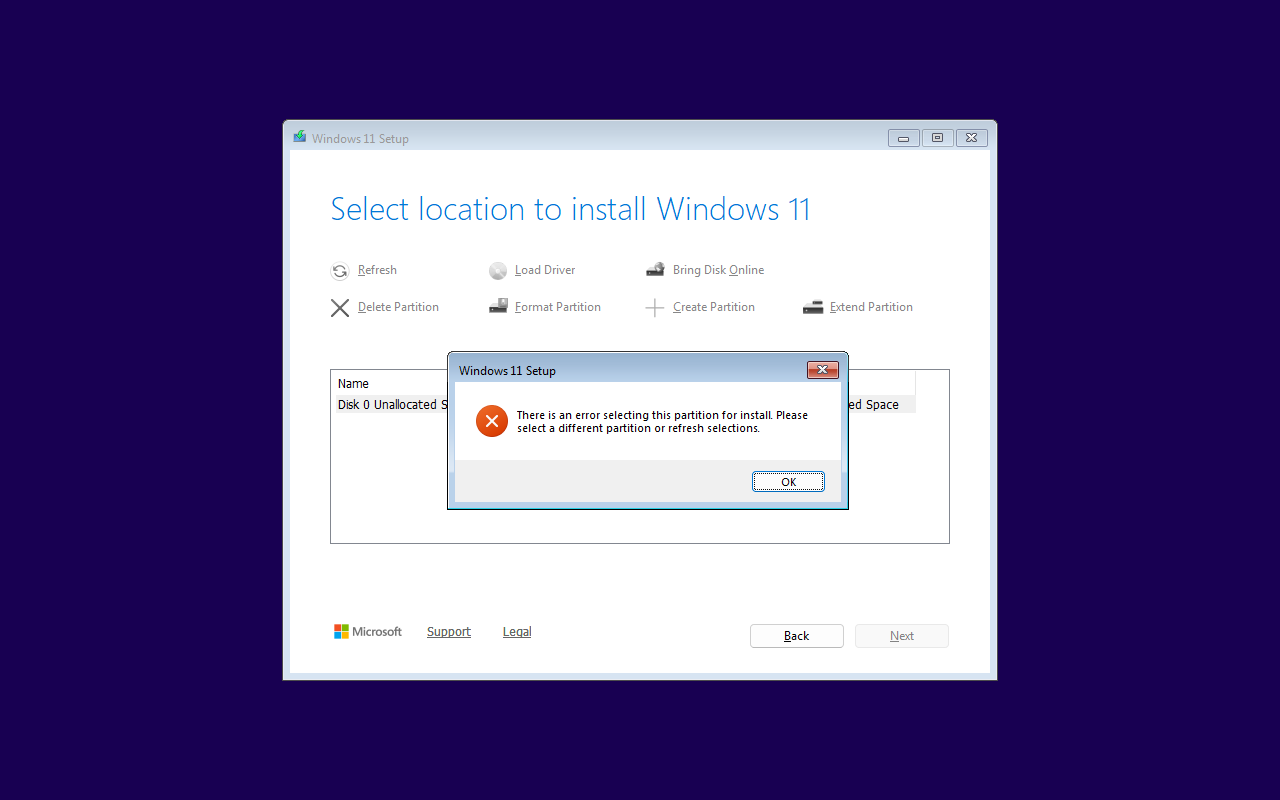 Windows 11 Setup
Select location to install Windows 11
Refresh
Load Driver
Bring Disk Online
Delete Partition
Format Partition
Create Partition
Extend Partition
Name
Disk 0 Unallocated
Space
Windows 11 Setup
There is an error selecting this partition for install. Please
select a different partition or refresh selections.
OK
Microsoft
Support
Legal
Back
Next